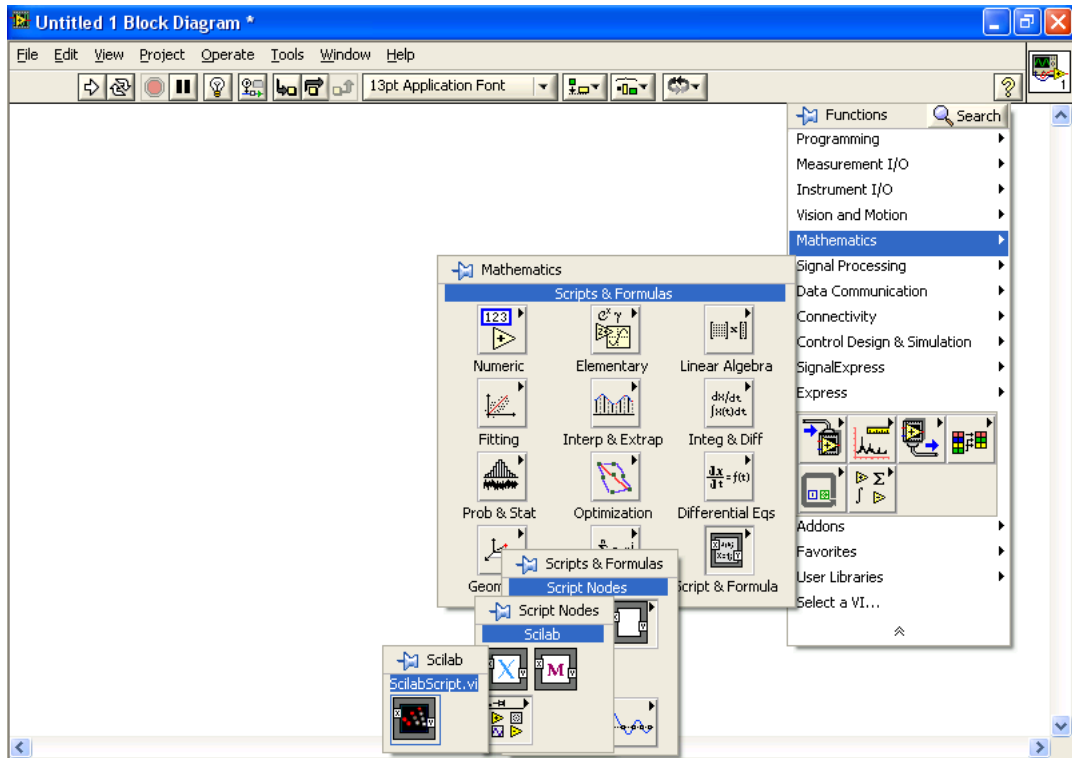 Untitled 1 Block Diagram *
File Edit View Project Operate Tools Window Help
13pt Application Font
1
Functions
Search
Programming
Measurement I/O
Instrument I/O
Vision and Motion
Mathematics
Signal Processing
Data Communication
Connectivity
Control Design & Simulation
SignalExpress
Express
Addons
Favorites
User Libraries
Select a VI...
Mathematics
Scripts & Formulas
Numeric Elementary Linear Algebra
Fitting Interp & Extrap Integ & Diff
Prob & Stat Optimization Differential Eqs
Geom
Script & Formula
Scripts & Formulas
Script Nodes
Script Nodes
Scilab
Scilab
ScilabScript.vi